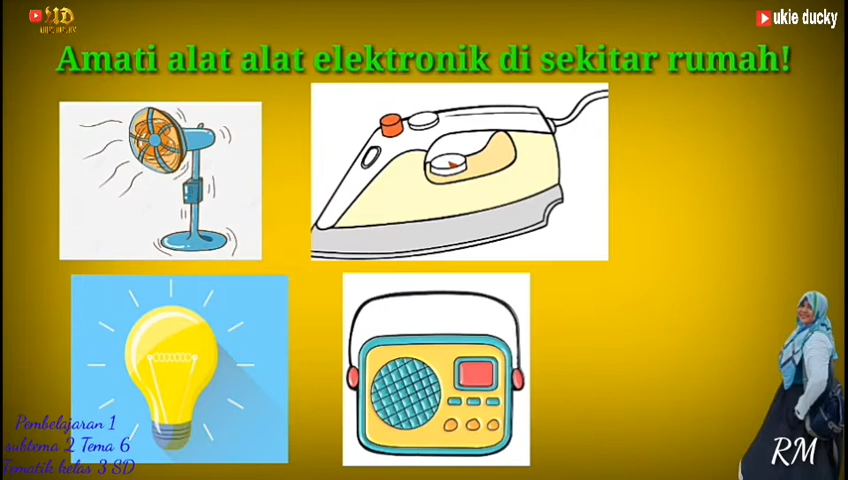 ukie ducky
Amati alat alat elektronik di sekitar rumah!
Pembelajaran 1
subtema 2 Tema 6
Tematik kelas 3 SD
RM